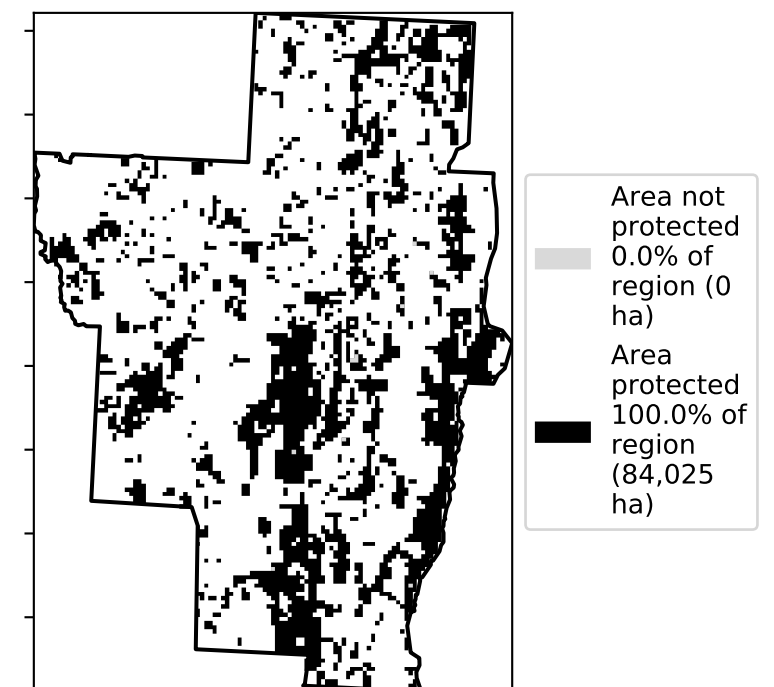 Area not
protected
0.0% of
region (0
ha)
Area
protected
100.0% of
region
(84,025
ha)